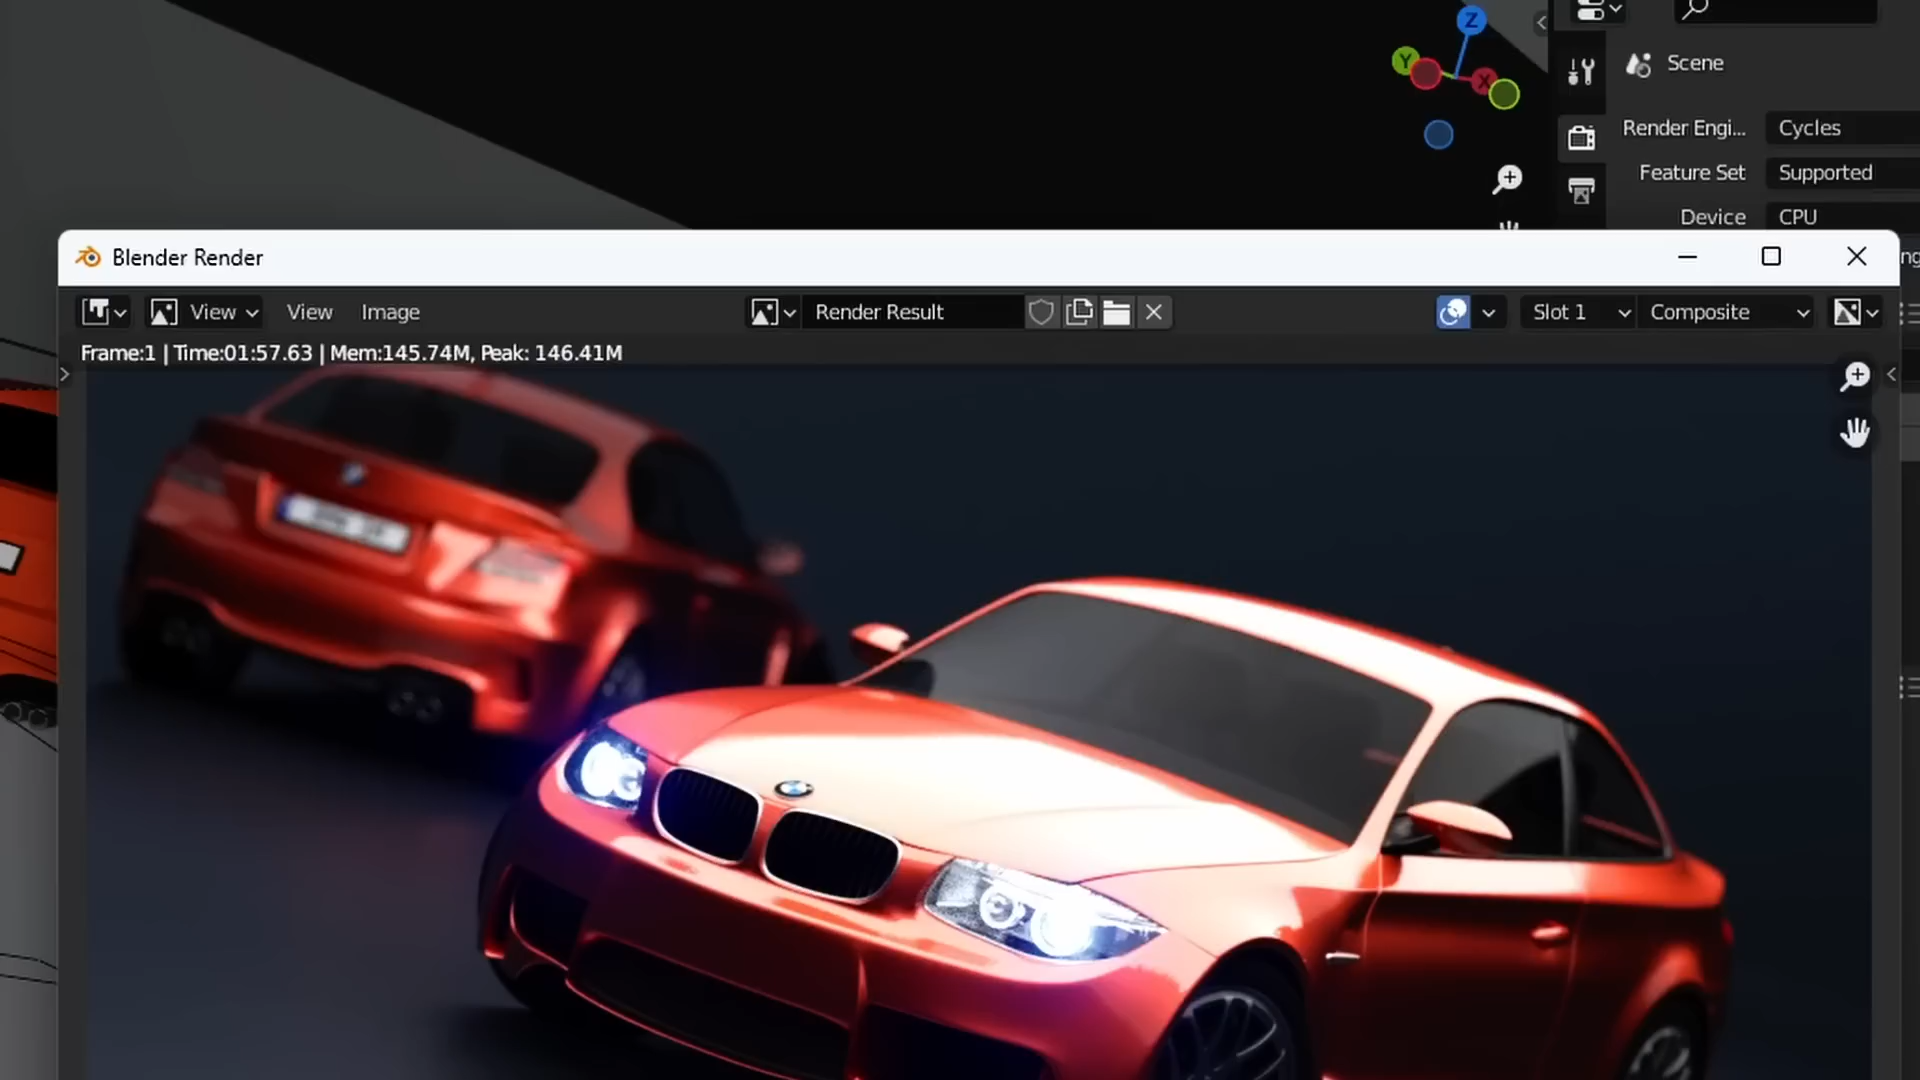 Z
Y
X
Scene
Render Engi... Cycles
Feature Set Supported
Device CPU
Blender Render
View View Image Render Result Slot 1 Composite
Frame:1 | Time:01:57.63 | Mem:145.74M, Peak: 146.41M